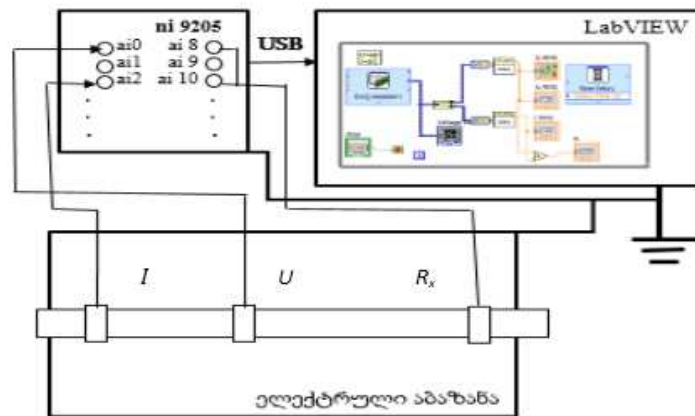 ni 9205
ai0 ai 8
ai1 ai 9
ai2 ai 10
USB
LabVIEW
I U Rx
ელექტრული აბაზანა